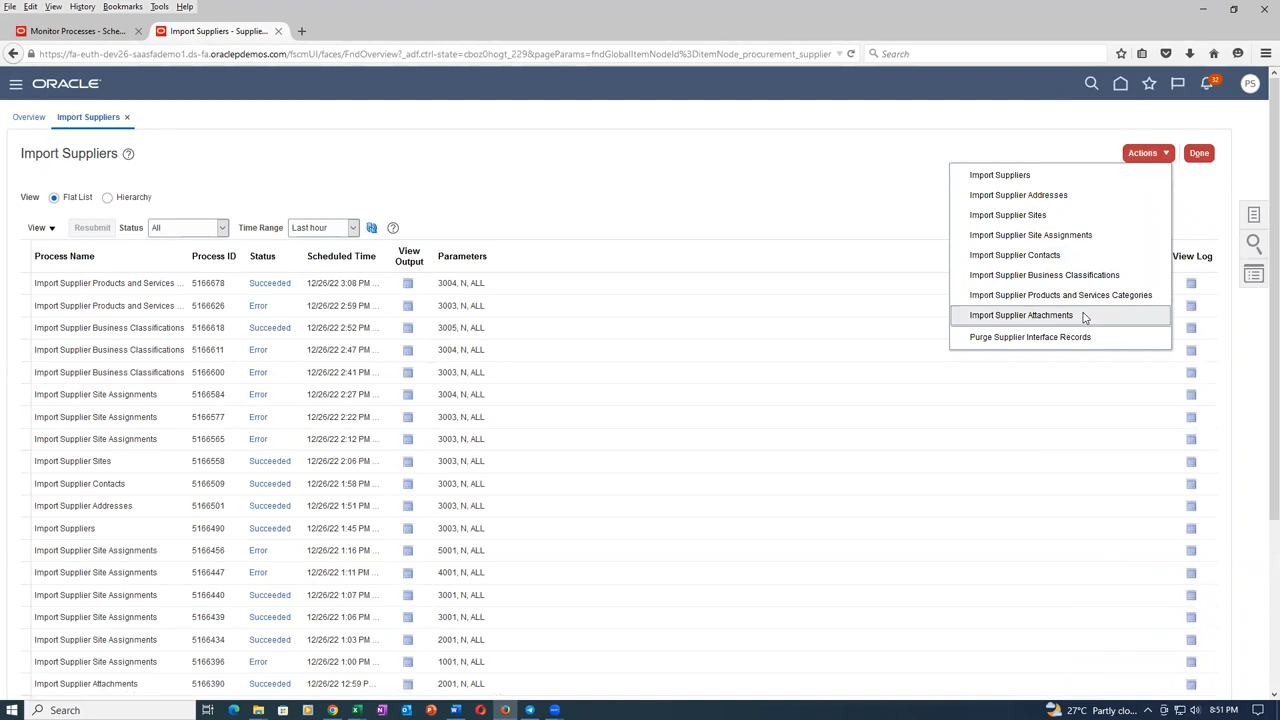 File Edit View History Bookmarks Tools Help
Monitor Processes - Sche... × Import Suppliers - Supplie... × +
https://fa-euth-dev26-saasfademo1.ds-fa.oraclepdemos.com/fscmUI/faces/FndOverview?_adf.ctrl-state=cboz0hogt_229&pageParams=fndGlobalItemNodeId%3DitemNode_procurement_supplier Search
ORACLE 32 PS
Overview Import Suppliers ×
Import Suppliers ? Actions Done
Import Suppliers
Import Supplier Addresses
Import Supplier Sites
Import Supplier Site Assignments
Import Supplier Contacts
Import Supplier Business Classifications
Import Supplier Products and Services Categories
Import Supplier Attachments
Purge Supplier Interface Records
View Flat List Hierarchy
View Resubmit Status All Time Range Last hour ?
Process Name Process ID Status Scheduled Time View Output Parameters View Log
Import Supplier Products and Services ... 5166678 Succeeded 12/26/22 3:08 PM ... 3004, N, ALL
Import Supplier Products and Services ... 5166626 Error 12/26/22 2:59 PM ... 3003, N, ALL
Import Supplier Business Classifications 5166618 Succeeded 12/26/22 2:52 PM ... 3005, N, ALL
Import Supplier Business Classifications 5166611 Error 12/26/22 2:47 PM ... 3004, N, ALL
Import Supplier Business Classifications 5166600 Error 12/26/22 2:41 PM ... 3003, N, ALL
Import Supplier Site Assignments 5166584 Error 12/26/22 2:27 PM ... 3004, N, ALL
Import Supplier Site Assignments 5166577 Error 12/26/22 2:22 PM ... 3003, N, ALL
Import Supplier Site Assignments 5166565 Error 12/26/22 2:12 PM ... 3003, N, ALL
Import Supplier Sites 5166558 Succeeded 12/26/22 2:06 PM ... 3003, N, ALL
Import Supplier Contacts 5166509 Succeeded 12/26/22 1:58 PM ... 3003, N, ALL
Import Supplier Addresses 5166501 Succeeded 12/26/22 1:51 PM ... 3003, N, ALL
Import Suppliers 5166490 Succeeded 12/26/22 1:45 PM ... 3003, N, ALL
Import Supplier Site Assignments 5166456 Error 12/26/22 1:16 PM ... 5001, N, ALL
Import Supplier Site Assignments 5166447 Error 12/26/22 1:11 PM ... 4001, N, ALL
Import Supplier Site Assignments 5166440 Succeeded 12/26/22 1:07 PM ... 3001, N, ALL
Import Supplier Site Assignments 5166439 Succeeded 12/26/22 1:06 PM ... 3001, N, ALL
Import Supplier Site Assignments 5166434 Succeeded 12/26/22 1:03 PM ... 2001, N, ALL
Import Supplier Site Assignments 5166396 Error 12/26/22 1:00 PM ... 1001, N, ALL
Import Supplier Attachments 5166390 Succeeded 12/26/22 12:59 P... 2001, N, ALL
Search 27°C Partly clo... 8:51 PM